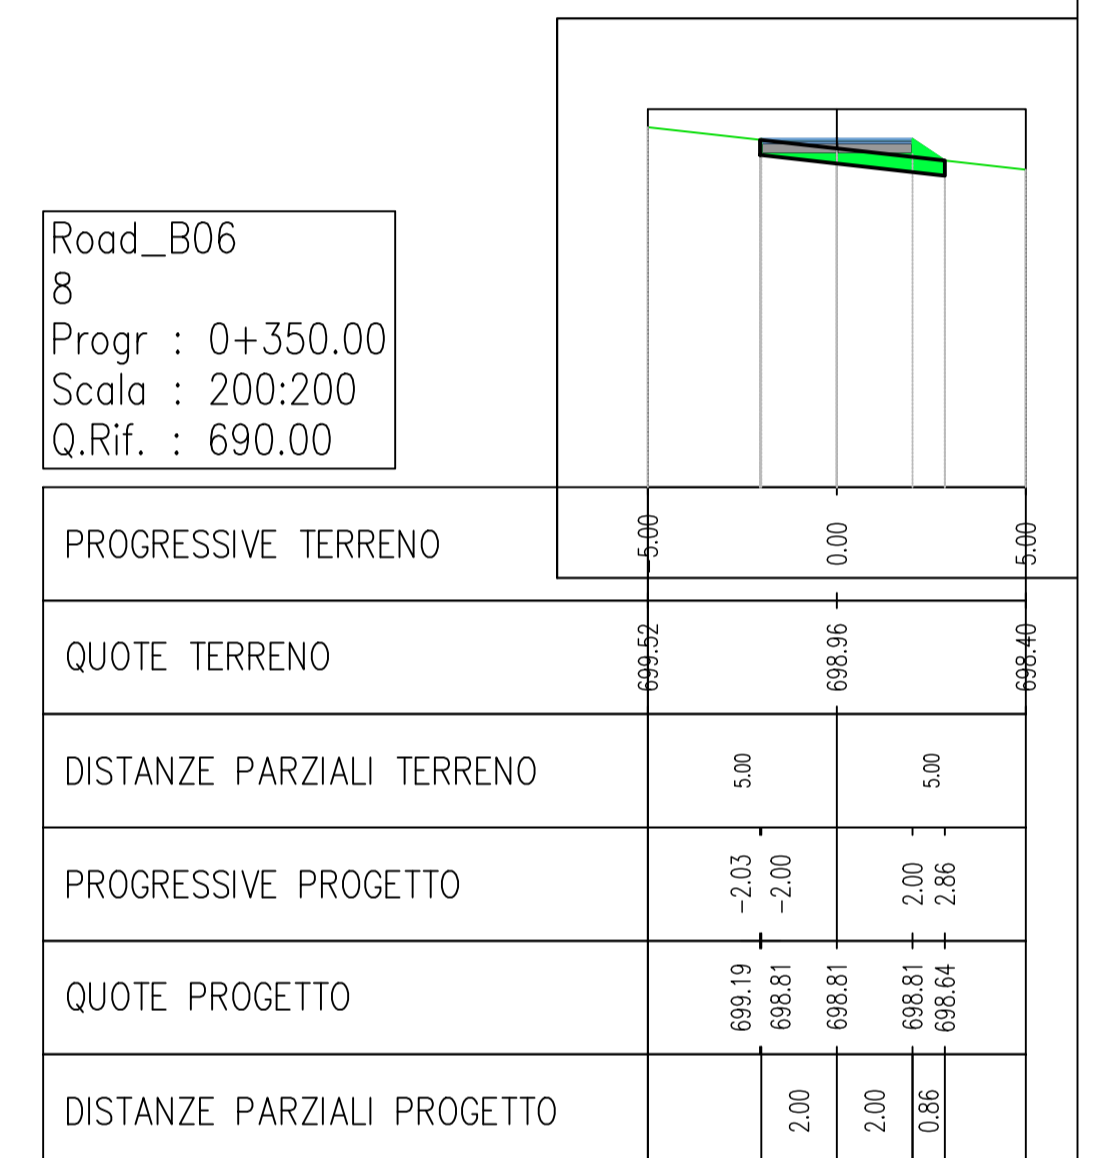 Road_B06
8
Progr : 0+350.00
Scala : 200:200
Q.Rif. : 690.00
PROGRESSIVE TERRENO -5.00 0.00 5.00
QUOTE TERRENO 699.52 698.96 698.40
DISTANZE PARZIALI TERRENO 5.00 5.00
PROGRESSIVE PROGETTO -2.03 -2.00 2.00 2.86
QUOTE PROGETTO 699.19 698.81 698.81 698.81 698.64
DISTANZE PARZIALI PROGETTO 2.00 2.00 0.86